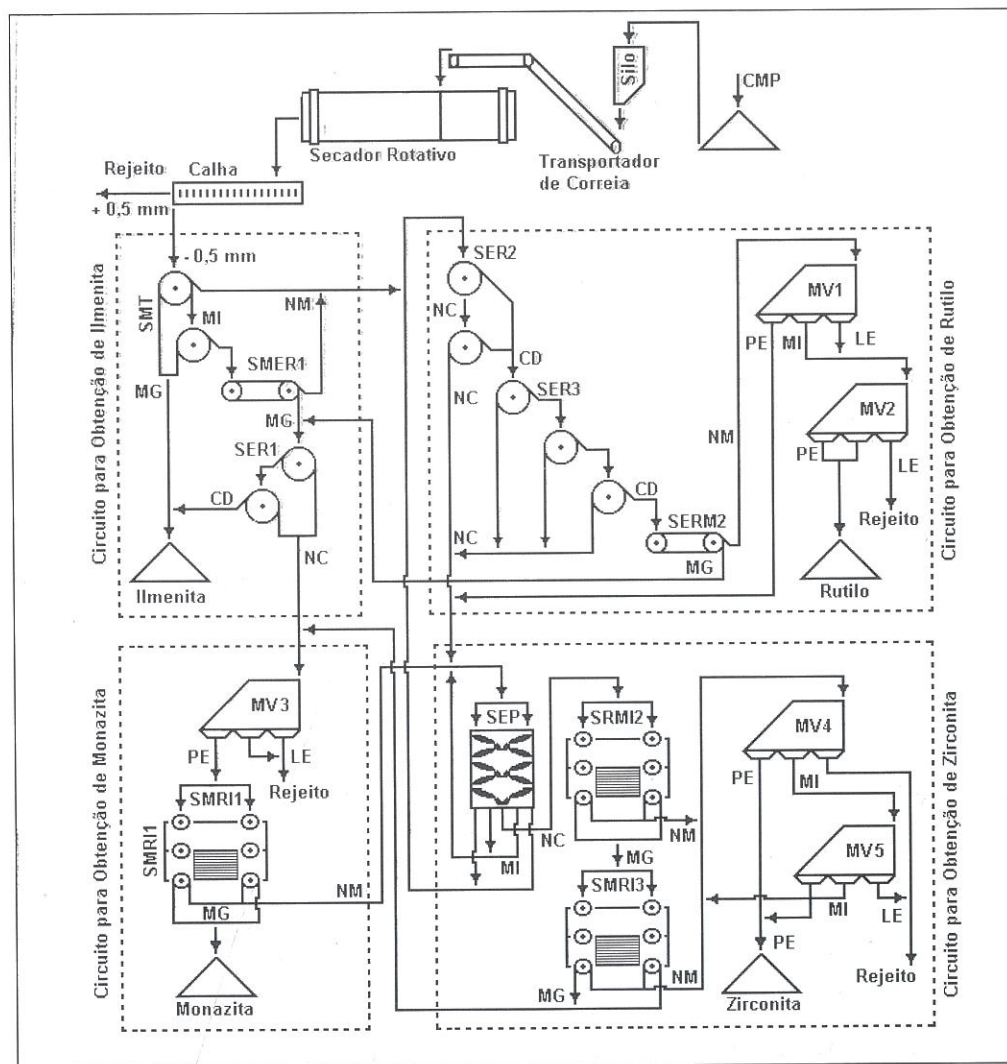 Silo
CMP
Secador Rotativo
Transportador
de Correia
Rejeito
Calha
+ 0,5 mm
- 0,5 mm
Circuito para Obtenção de Ilmenita
SMT
MI
NM
SMER1
MG
MG
SER1
CD
NC
Ilmenita
Circuito para Obtenção de Rutilo
SER2
NC
CD
NC
SER3
CD
NC
SERM2
MG
NM
MV1
PE
MI
LE
MV2
PE
LE
Rejeito
Rutilo
Circuito para Obtenção de Monazita
MV3
PE
LE
Rejeito
SMRI1
SMRI1
NM
MG
Monazita
Circuito para Obtenção de Zirconita
SEP
MI
NC
SRMI2
NM
MG
SMRI3
MG
NM
MV4
PE
MI
MV5
MI
LE
PE
Rejeito
Zirconita